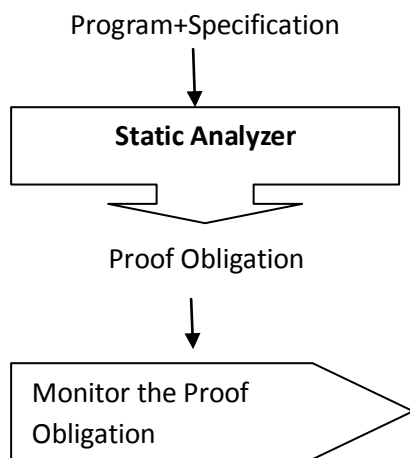 Program+Specification
Static Analyzer
Proof Obligation
Monitor the Proof
Obligation